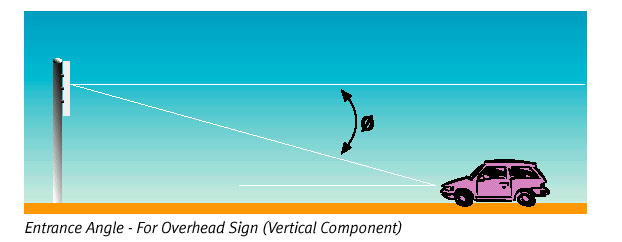 Ø
Entrance Angle - For Overhead Sign (Vertical Component)